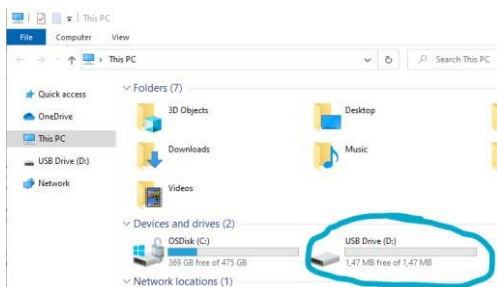 This PC
File Computer View
This PC Search This PC
Quick access
OneDrive
This PC
USB Drive (D:)
Network
Folders (7)
3D Objects Desktop
Downloads Music
Videos
Devices and drives (2)
OSDisk (C:) USB Drive (D:)
369 GB free of 475 GB 1,47 MB free of 1,47 MB
Network locations (1)